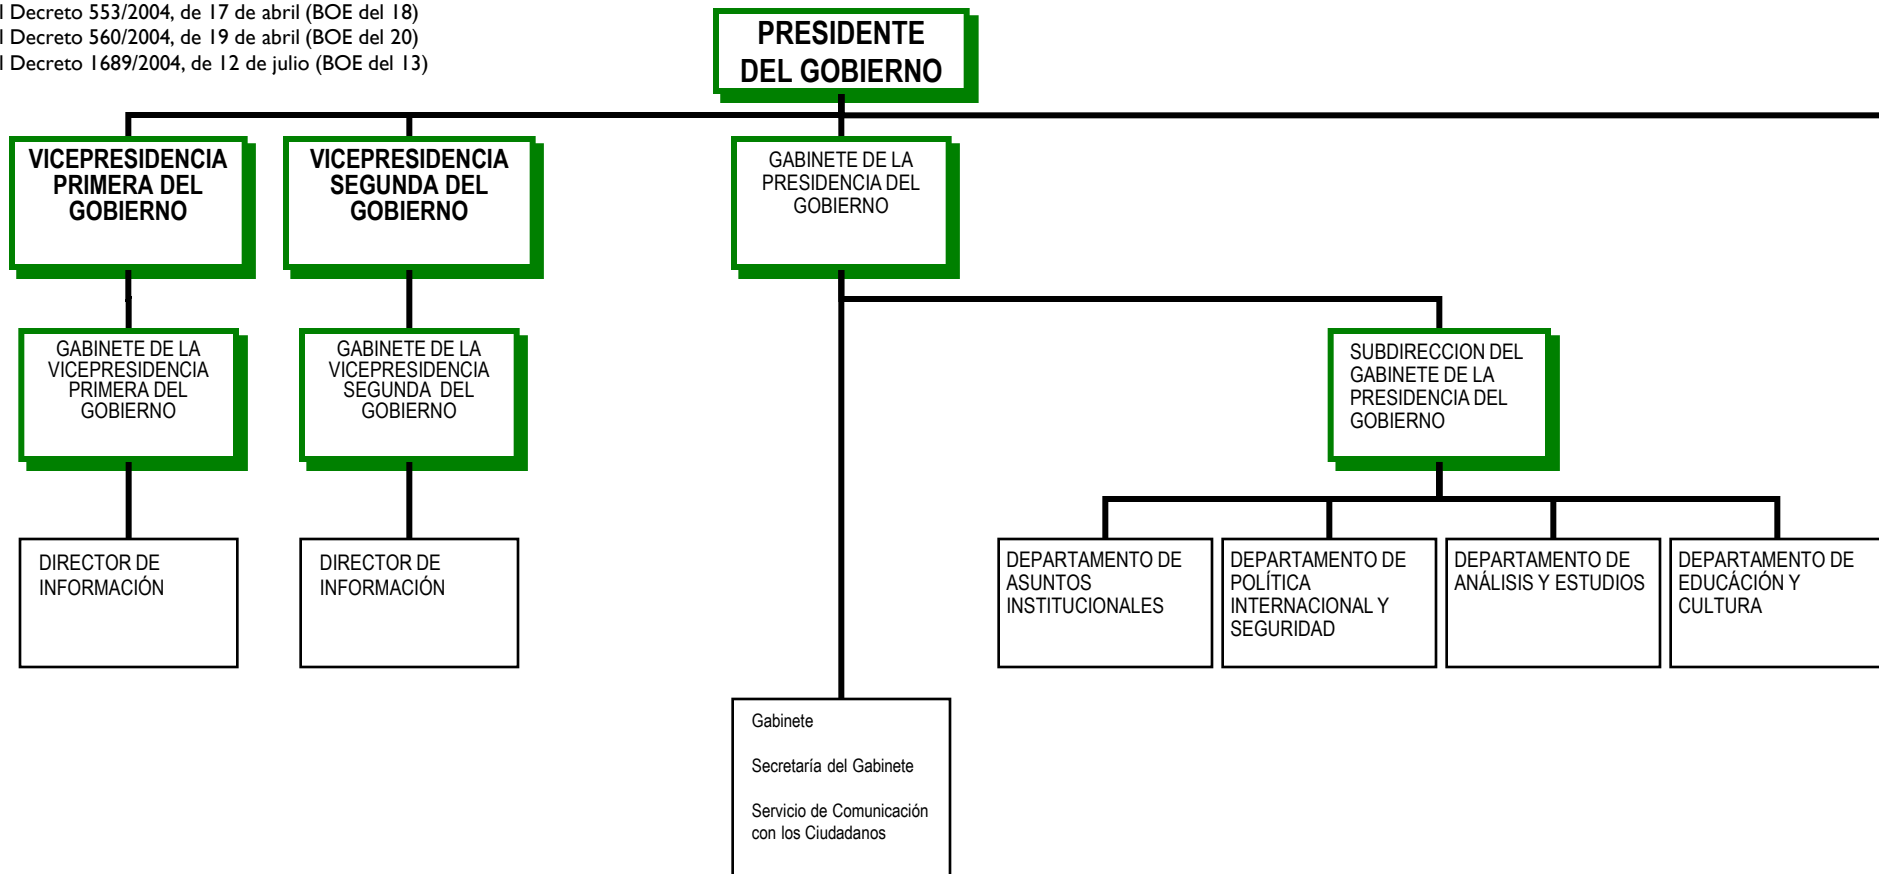 l Decreto 553/2004, de 17 de abril (BOE del 18)
l Decreto 560/2004, de 19 de abril (BOE del 20)
l Decreto 1689/2004, de 12 de julio (BOE del 13)
PRESIDENTE
DEL GOBIERNO
VICEPRESIDENCIA
PRIMERA DEL
GOBIERNO
VICEPRESIDENCIA
SEGUNDA DEL
GOBIERNO
GABINETE DE LA
PRESIDENCIA DEL
GOBIERNO
GABINETE DE LA
VICEPRESIDENCIA
PRIMERA DEL
GOBIERNO
GABINETE DE LA
VICEPRESIDENCIA
SEGUNDA DEL
GOBIERNO
SUBDIRECCION DEL
GABINETE DE LA
PRESIDENCIA DEL
GOBIERNO
DIRECTOR DE
INFORMACIÓN
DIRECTOR DE
INFORMACIÓN
DEPARTAMENTO DE
ASUNTOS
INSTITUCIONALES
DEPARTAMENTO DE
POLÍTICA
INTERNACIONAL Y
SEGURIDAD
DEPARTAMENTO DE
ANÁLISIS Y ESTUDIOS
DEPARTAMENTO DE
EDUCÁCIÓN Y
CULTURA
Gabinete
Secretaría del Gabinete
Servicio de Comunicación
con los Ciudadanos